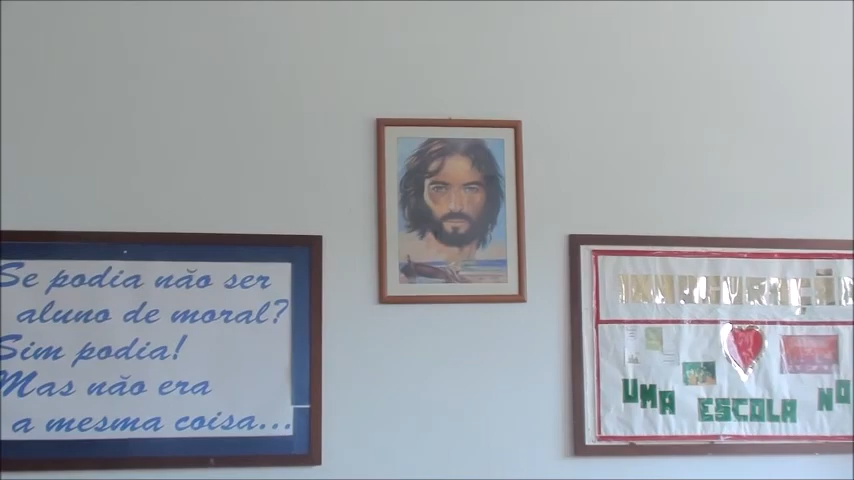 Se podia não ser
aluno de moral?
Sim podia!
Mas não era
a mesma coisa...
UMA ESCOLA NO